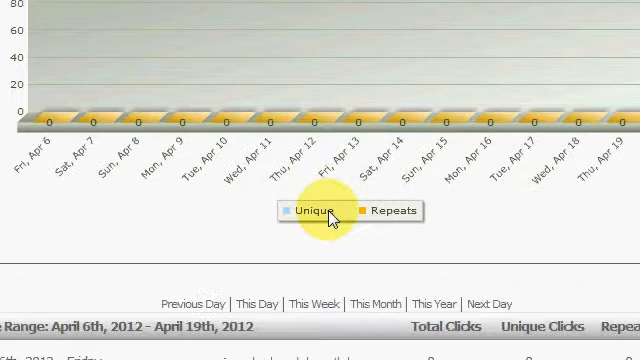 80
60
40
20
0
0 0 0 0 0 0 0 0 0 0 0 0 0 0
Fri, Apr 6 Sat, Apr 7 Sun, Apr 8 Mon, Apr 9 Tue, Apr 10 Wed, Apr 11 Thu, Apr 12 Fri, Apr 13 Sat, Apr 14 Sun, Apr 15 Mon, Apr 16 Tue, Apr 17 Wed, Apr 18 Thu, Apr 19
Unique Repeats
Previous Day | This Day | This Week | This Month | This Year | Next Day
e Range: April 6th, 2012 - April 19th, 2012 Total Clicks Unique Clicks Repea